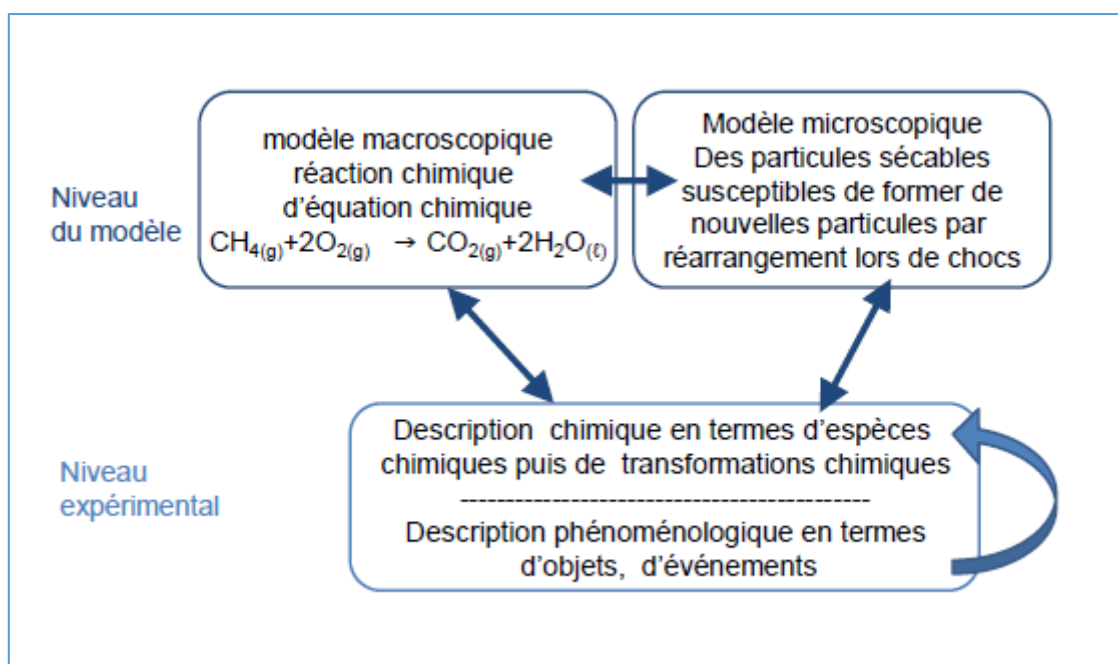 Niveau
du modèle
modèle macroscopique
réaction chimique
d'équation chimique
CH₄₍g₎+2O₂₍g₎ → CO₂₍g₎+2H₂O₍ℓ₎
Modèle microscopique
Des particules sécables
susceptibles de former de
nouvelles particules par
réarrangement lors de chocs
Niveau
expérimental
Description chimique en termes d'espèces
chimiques puis de transformations chimiques
----------------------------------------------
Description phénoménologique en termes
d'objets, d'événements